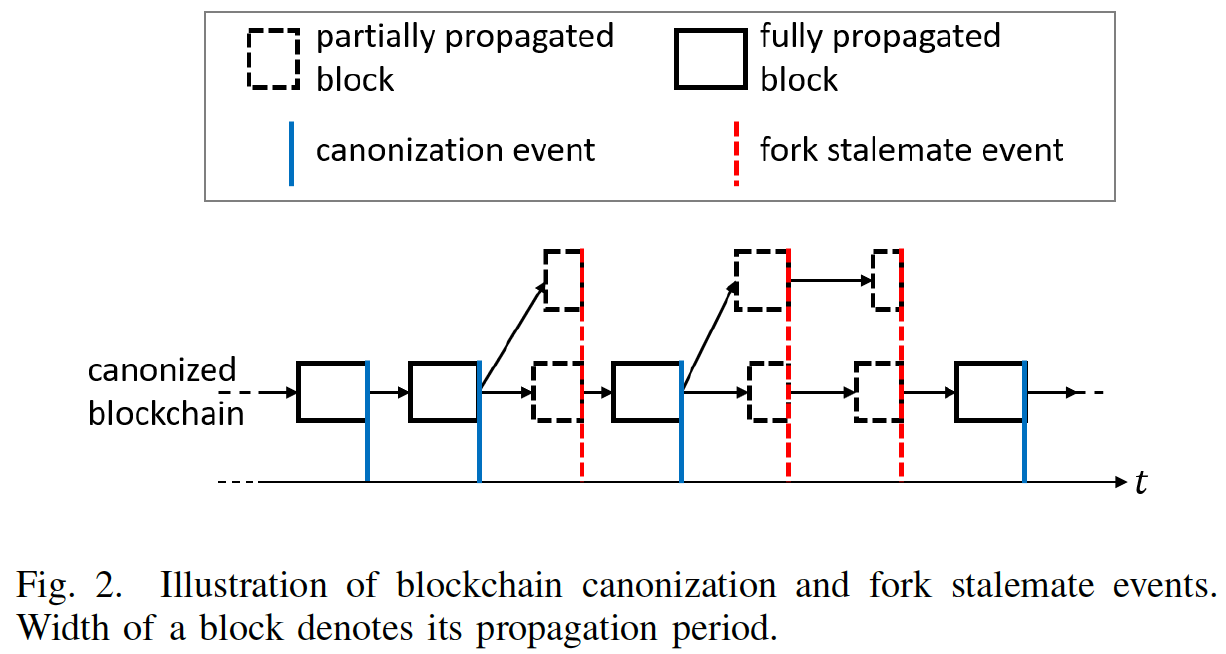 partially propagated
block
fully propagated
block
canonization event
fork stalemate event
canonized
blockchain
t
Fig. 2. Illustration of blockchain canonization and fork stalemate events.
Width of a block denotes its propagation period.